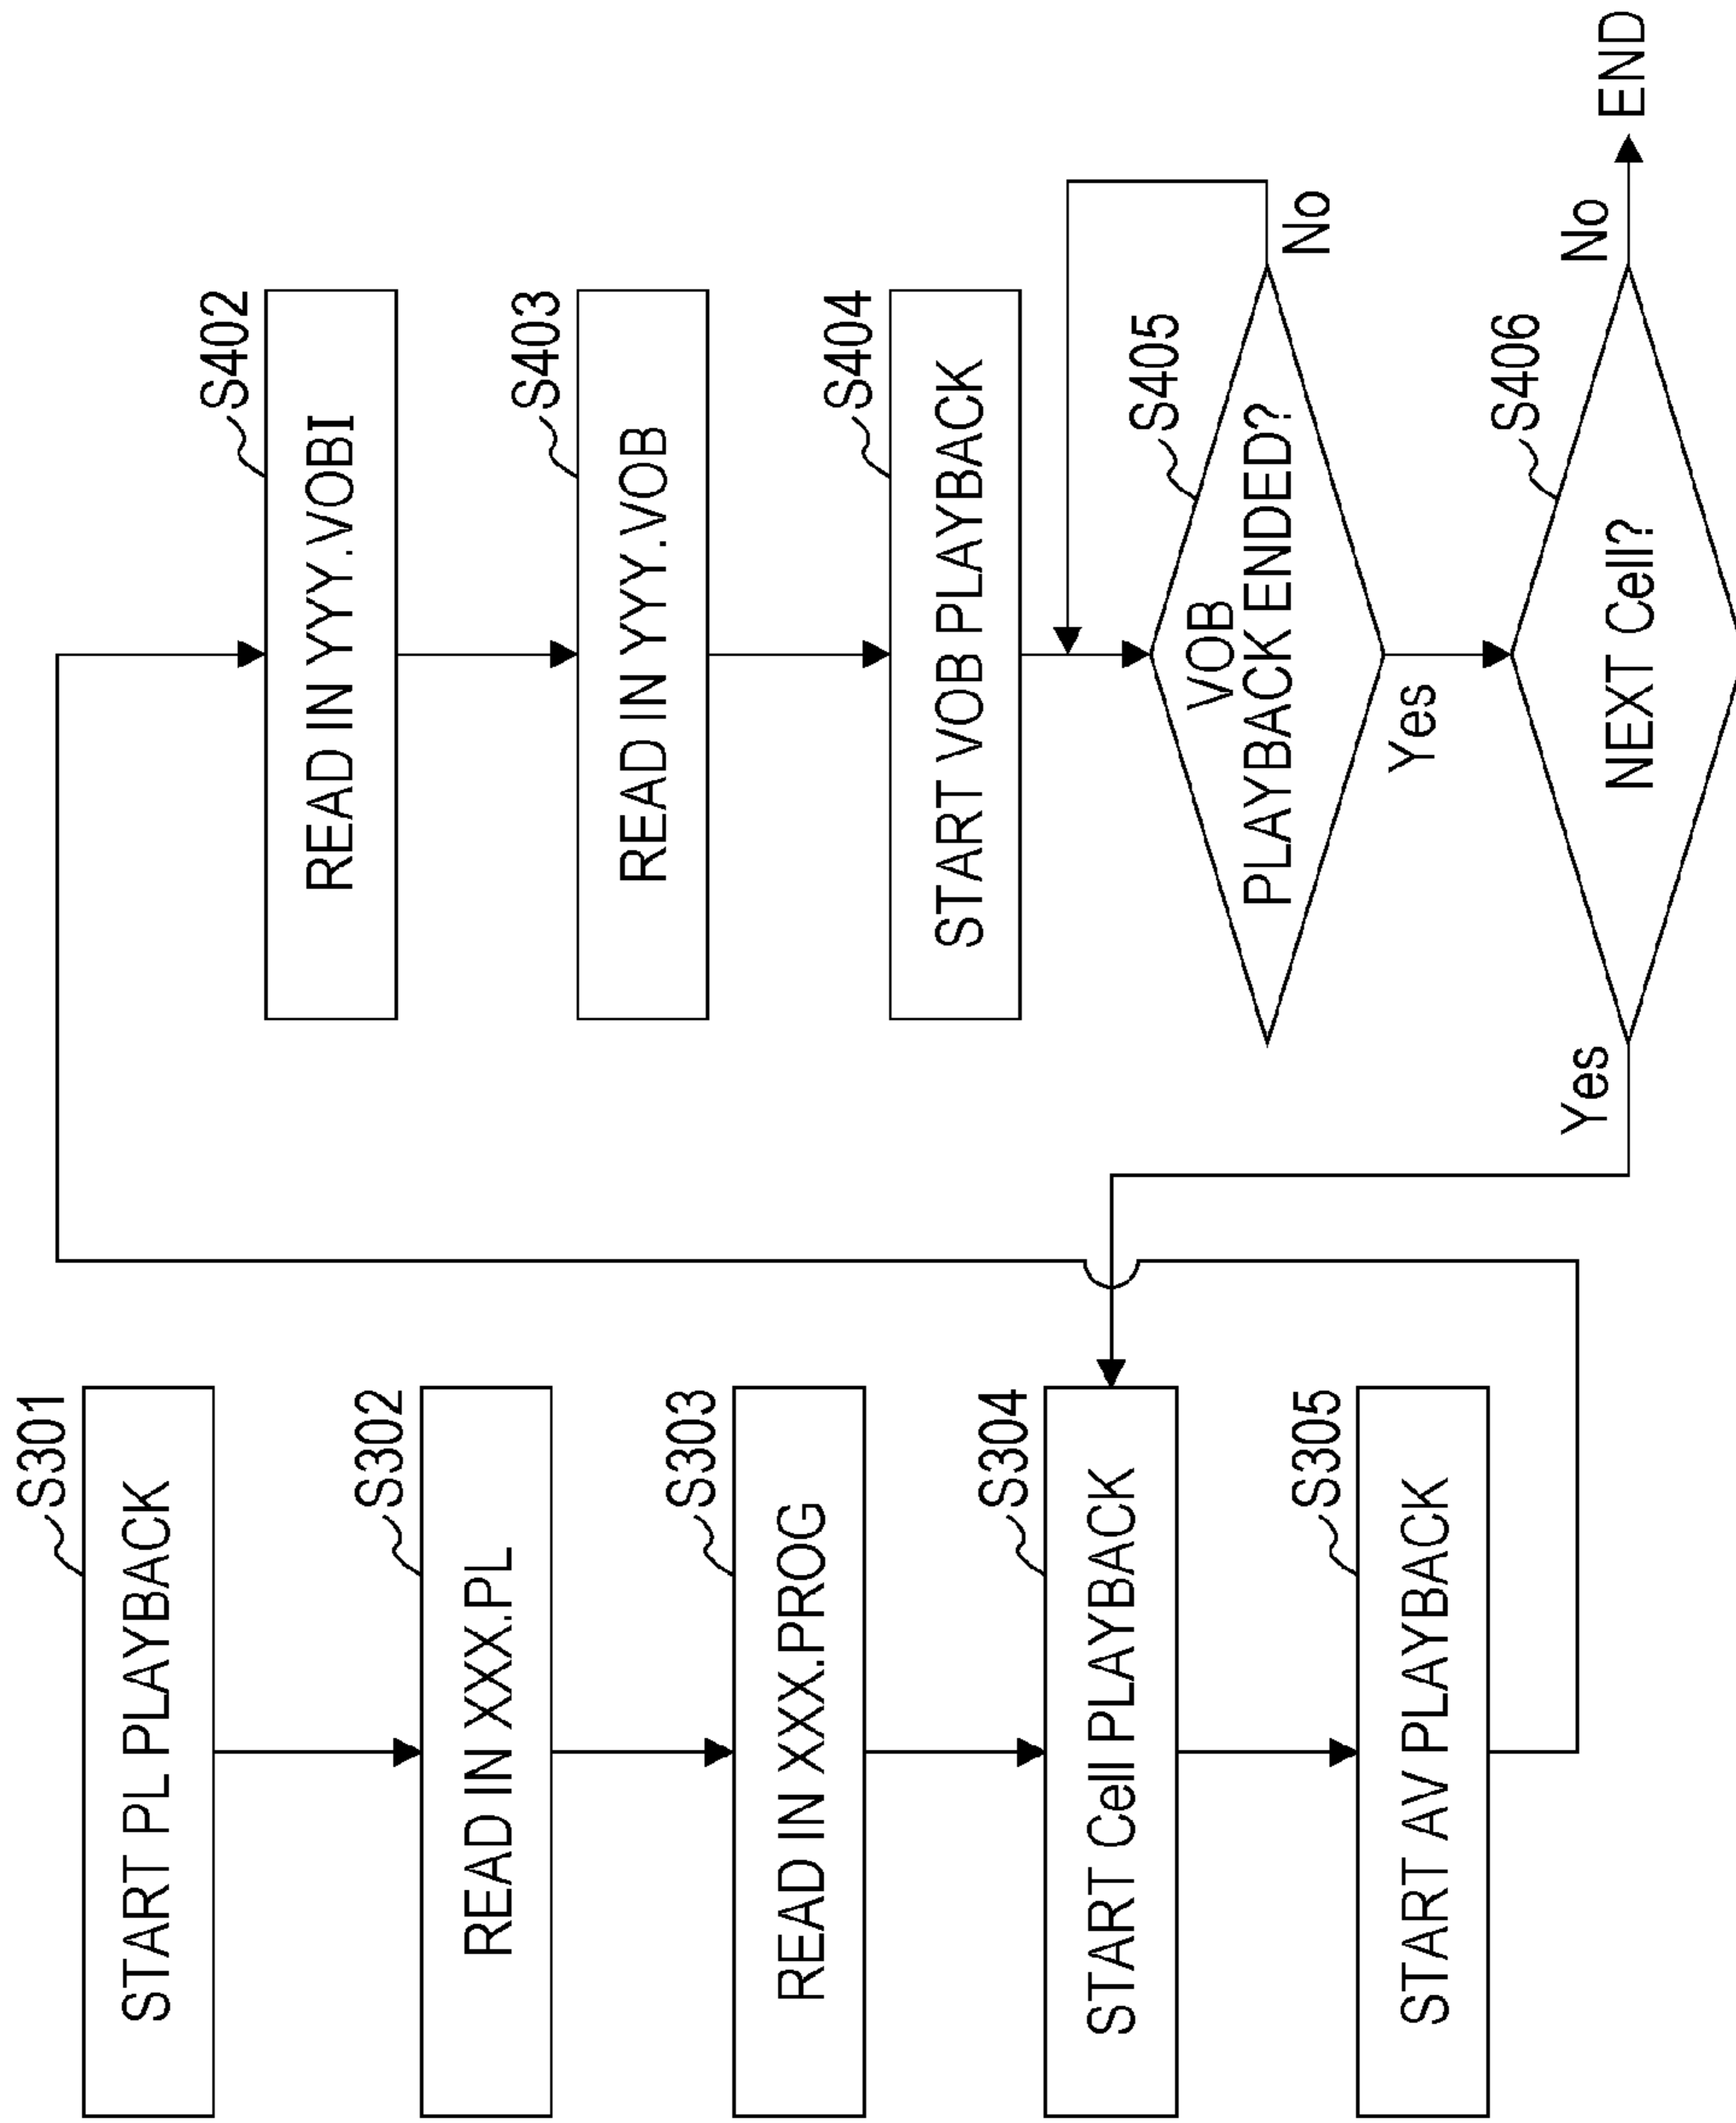 S301
START PL PLAYBACK
S302
READ IN XXX.PL
S303
READ IN XXX.PROG
S304
START Cell PLAYBACK
S305
START AV PLAYBACK
S402
READ IN YYY.VOBI
S403
READ IN YYY.VOB
S404
START VOB PLAYBACK
S405
VOB
PLAYBACK ENDED?
No
Yes
S406
NEXT Cell?
Yes
No
END